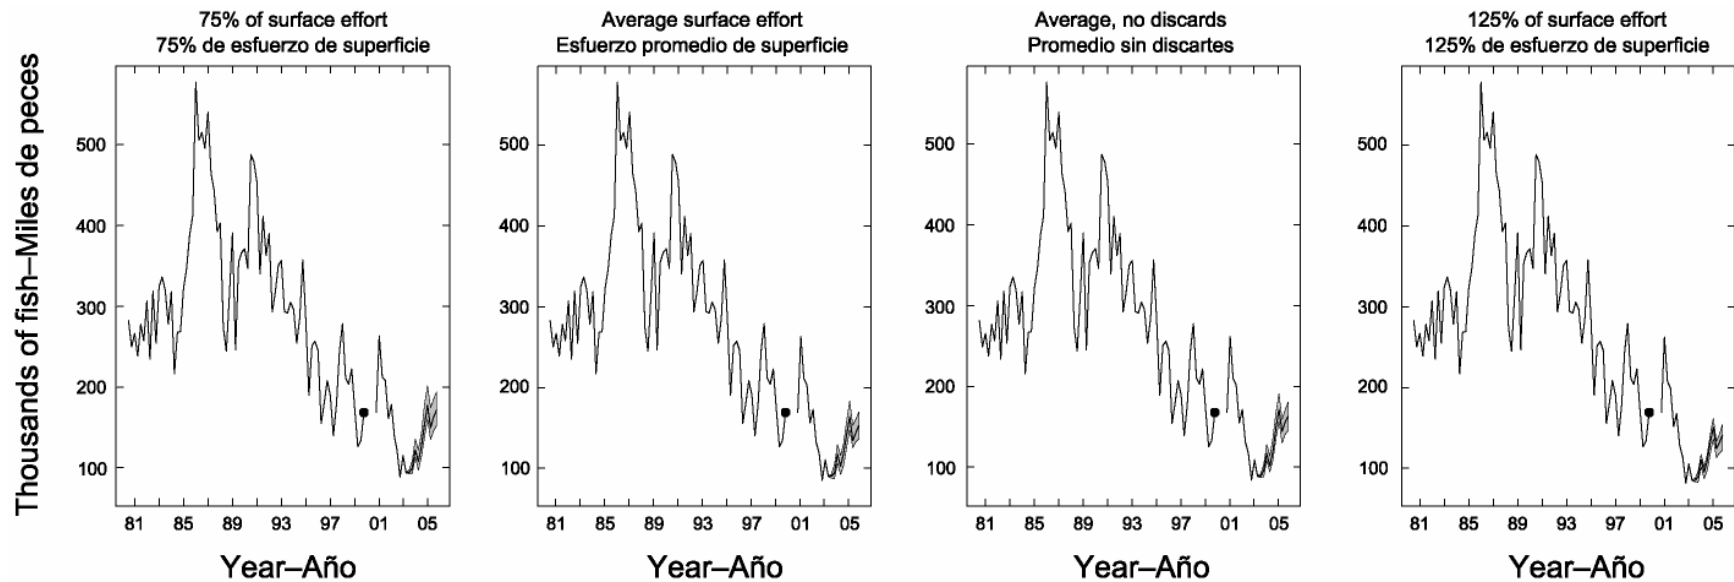 75% of surface effort
75% de esfuerzo de superficie
Average surface effort
Esfuerzo promedio de superficie
Average, no discards
Promedio sin discartes
125% of surface effort
125% de esfuerzo de superficie
Thousands of fish–Miles de peces
500
400
300
200
100
81 85 89 93 97 01 05
Year–Año
500
400
300
200
100
81 85 89 93 97 01 05
Year–Año
500
400
300
200
100
81 85 89 93 97 01 05
Year–Año
500
400
300
200
100
81 85 89 93 97 01 05
Year–Año